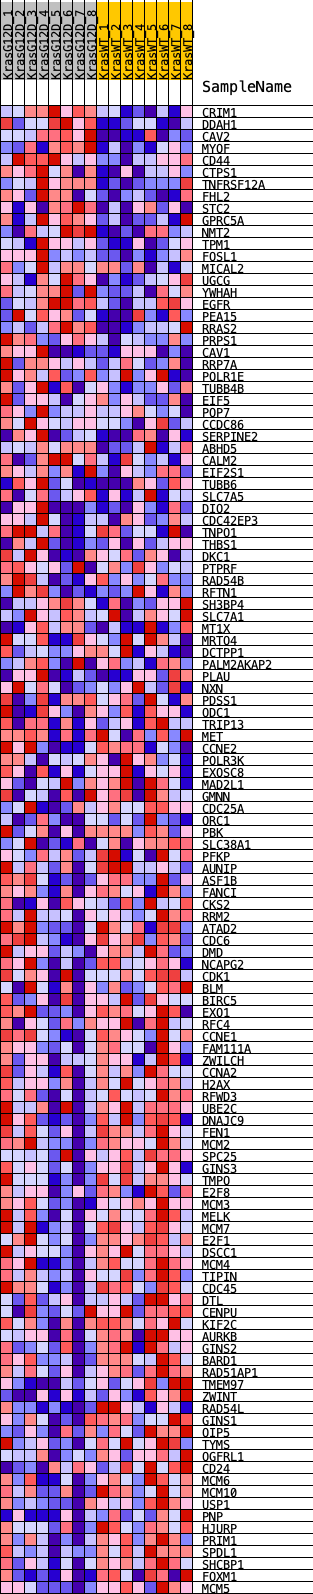 KrasG12D_1
KrasG12D_2
KrasG12D_3
KrasG12D_4
KrasG12D_5
KrasG12D_6
KrasG12D_7
KrasG12D_8
KrasWT_1
KrasWT_2
KrasWT_3
KrasWT_4
KrasWT_5
KrasWT_6
KrasWT_7
KrasWT_8
SampleName
CRIM1
DDAH1
CAV2
MYOF
CD44
CTPS1
TNFRSF12A
FHL2
STC2
GPRC5A
NMT2
TPM1
FOSL1
MICAL2
UGCG
YWHAH
EGFR
PEA15
RRAS2
PRPS1
CAV1
RRP7A
POLR1E
TUBB4B
EIF5
POP7
CCDC86
SERPINE2
ABHD5
CALM2
EIF2S1
TUBB6
SLC7A5
DIO2
CDC42EP3
TNPO1
THBS1
DKC1
PTPRF
RAD54B
RFTN1
SH3BP4
SLC7A1
MT1X
MRTO4
DCTPP1
PALM2AKAP2
PLAU
NXN
PDSS1
ODC1
TRIP13
MET
CCNE2
POLR3K
EXOSC8
MAD2L1
GMNN
CDC25A
ORC1
PBK
SLC38A1
PFKP
AUNIP
ASF1B
FANCI
CKS2
RRM2
ATAD2
CDC6
DMD
NCAPG2
CDK1
BLM
BIRC5
EXO1
RFC4
CCNE1
FAM111A
ZWILCH
CCNA2
H2AX
RFWD3
UBE2C
DNAJC9
FEN1
MCM2
SPC25
GINS3
TMPO
E2F8
MCM3
MELK
MCM7
E2F1
DSCC1
MCM4
TIPIN
CDC45
DTL
CENPU
KIF2C
AURKB
GINS2
BARD1
RAD51AP1
TMEM97
ZWINT
RAD54L
GINS1
OIP5
TYMS
OGFRL1
CD24
MCM6
MCM10
USP1
PNP
HJURP
PRIM1
SPDL1
SHCBP1
FOXM1
MCM5